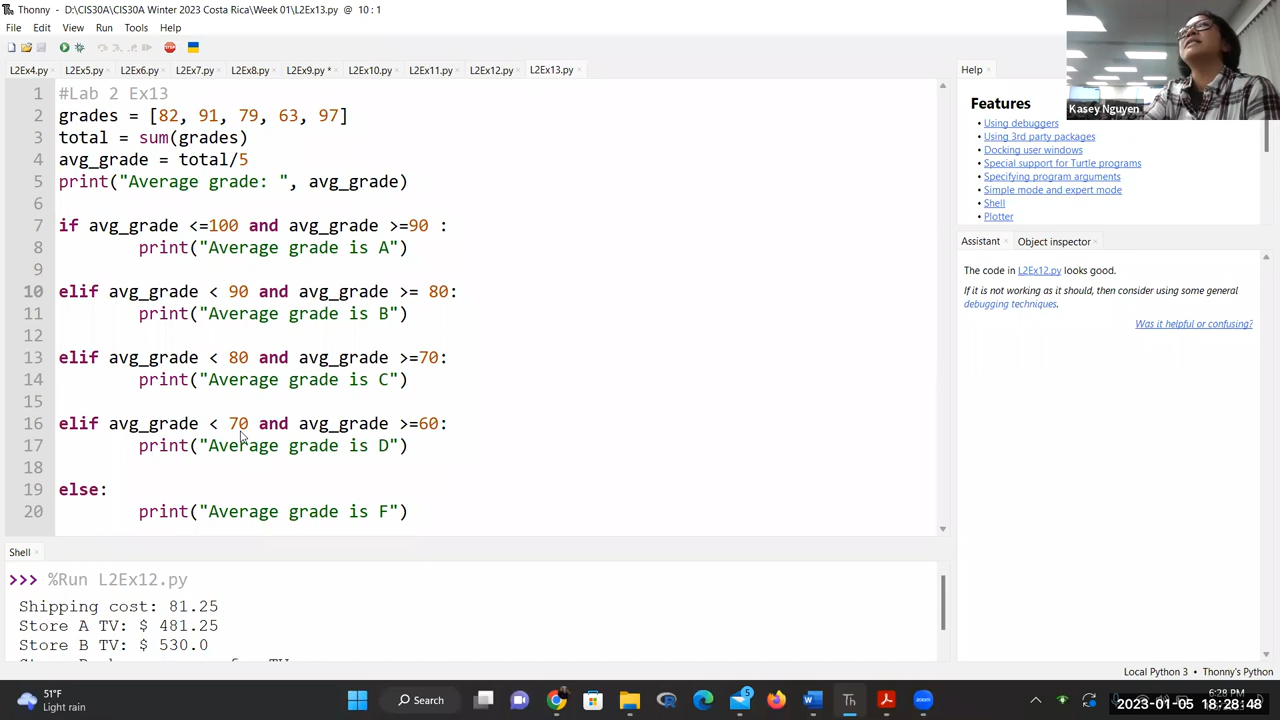 Thonny - D:\CIS30A\CIS30A Winter 2023 Costa Rica\Week 01\L2Ex13.py @ 10 : 1
File Edit View Run Tools Help
L2Ex4.py L2Ex5.py L2Ex6.py L2Ex7.py L2Ex8.py L2Ex9.py * L2Ex10.py L2Ex11.py L2Ex12.py L2Ex13.py
1 #Lab 2 Ex13
2 grades = [82, 91, 79, 63, 97]
3 total = sum(grades)
4 avg_grade = total/5
5 print("Average grade: ", avg_grade)
6
7 if avg_grade <=100 and avg_grade >=90 :
8 print("Average grade is A")
9
10 elif avg_grade < 90 and avg_grade >= 80:
11 print("Average grade is B")
12
13 elif avg_grade < 80 and avg_grade >=70:
14 print("Average grade is C")
15
16 elif avg_grade < 70 and avg_grade >=60:
17 print("Average grade is D")
18
19 else:
20 print("Average grade is F")
Shell
>>> %Run L2Ex12.py
Shipping cost: 81.25
Store A TV: $ 481.25
Store B TV: $ 530.0
Help
Kasey Nguyen
Features
• Using debuggers
• Using 3rd party packages
• Docking user windows
• Special support for Turtle programs
• Specifying program arguments
• Simple mode and expert mode
• Shell
• Plotter
Assistant Object inspector
The code in L2Ex12.py looks good.
If it is not working as it should, then consider using some general
debugging techniques.
Was it helpful or confusing?
Local Python 3 • Thonny's Python
51°F
Light rain
Search
5
Th
6:28 PM
2023-01-05 18:28:48